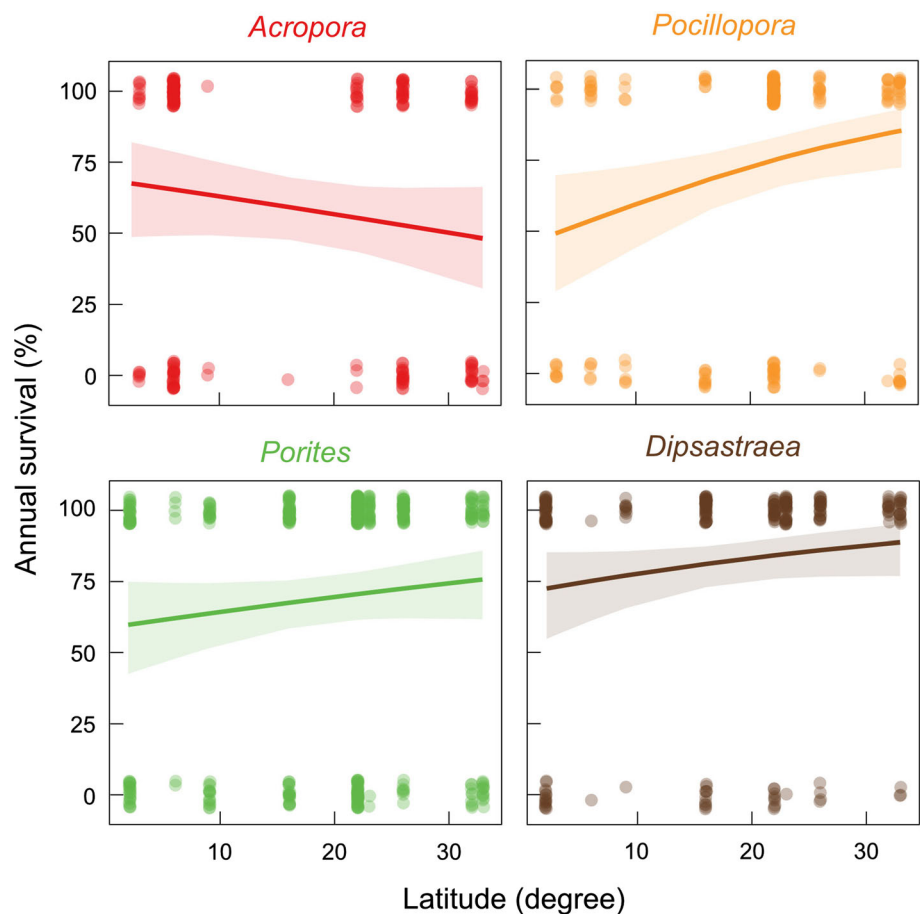 Acropora
Pocillopora
100
75
50
25
0
Porites
Dipsastraea
100
75
50
25
0
10 20 30
10 20 30
Annual survival (%)
Latitude (degree)